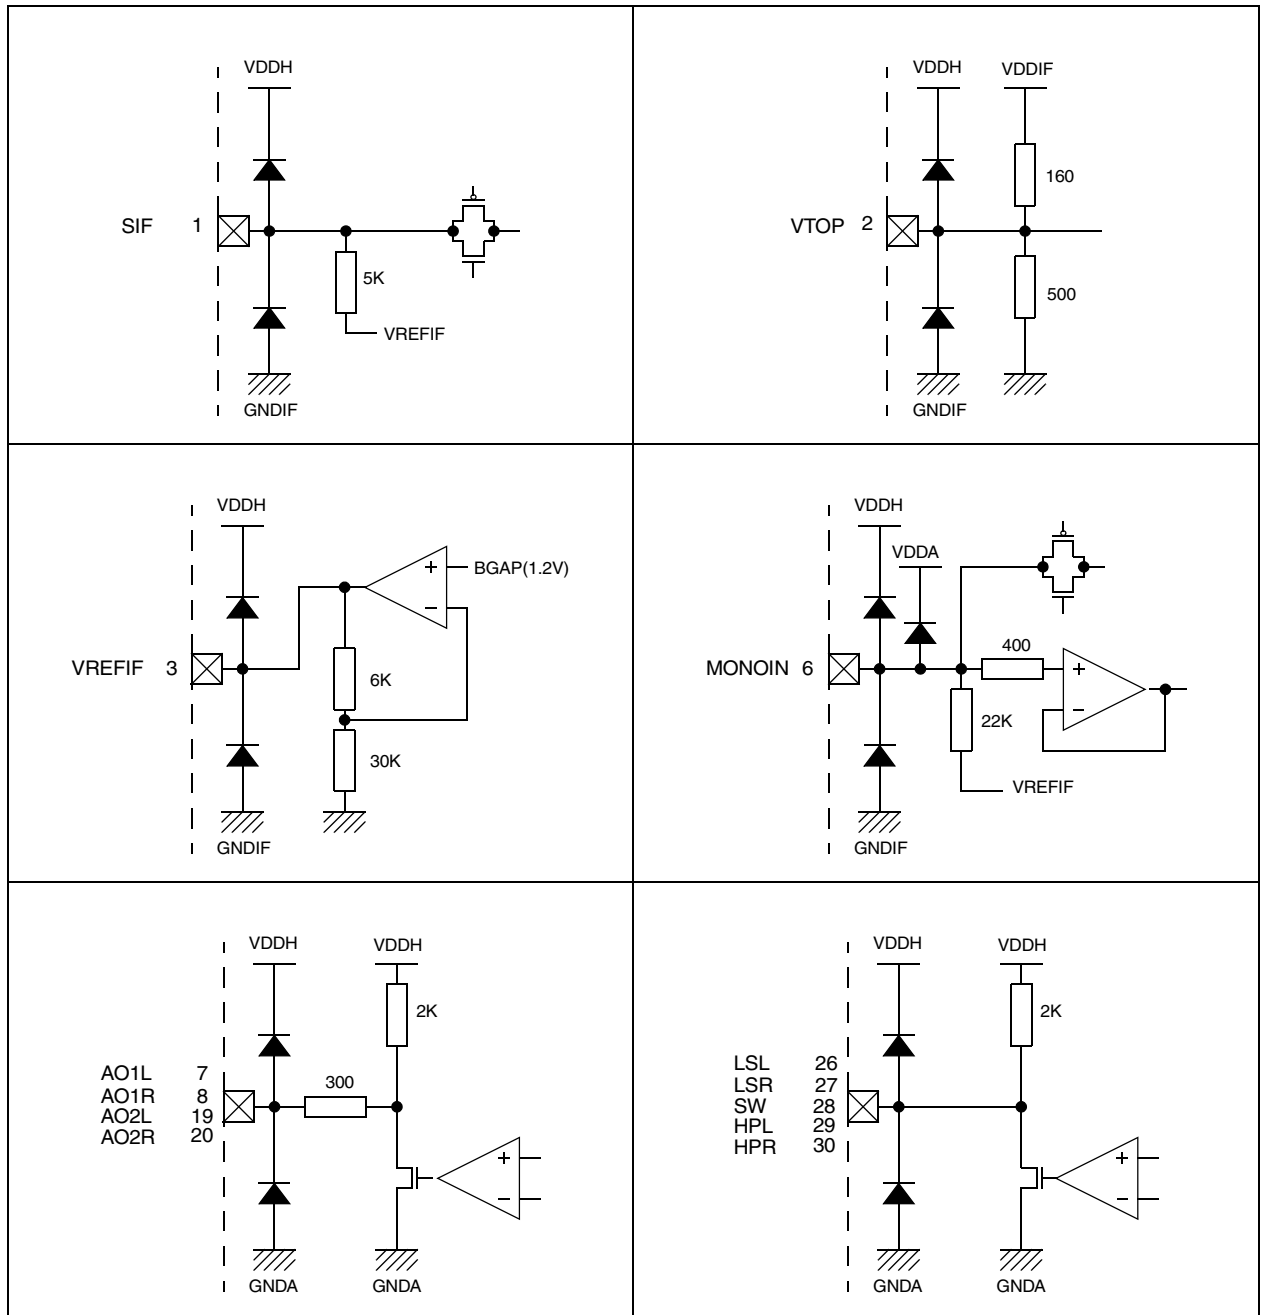 VDDH
SIF 1
5K
VREFIF
GNDIF
VDDH VDDIF
160
VTOP 2
500
GNDIF
VDDH
+ BGAP(1.2V)
−
VREFIF 3
6K
30K
GNDIF
VDDH
VDDA
400
MONOIN 6
+
−
22K
VREFIF
GNDIF
VDDH VDDH
2K
AO1L 7
300
AO1R 8
AO2L 19
AO2R 20
+
−
GNDA GNDA
VDDH VDDH
2K
LSL 26
LSR 27
SW 28
HPL 29
HPR 30
+
−
GNDA GNDA